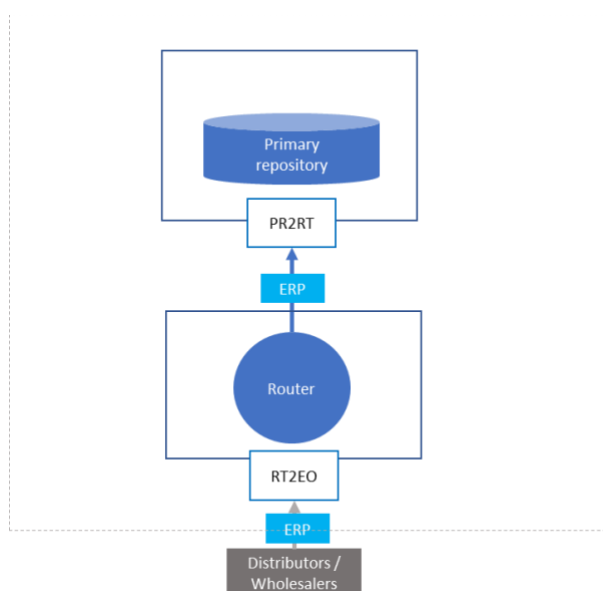 Primary
repository
PR2RT
ERP
Router
RT2EO
ERP
Distributors /
Wholesalers